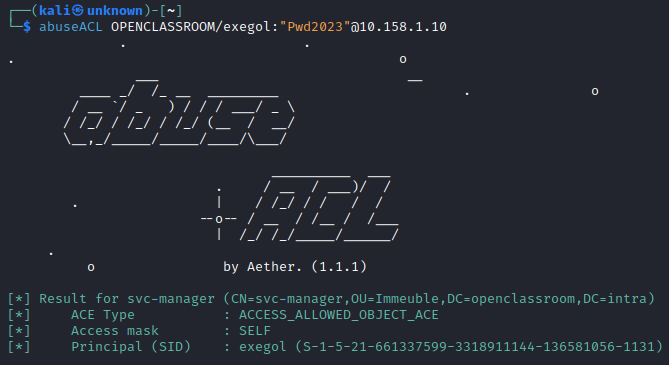 ┌──(kali㉿unknown)-[~]
└─$ abuseACL OPENCLASSROOM/exegol:"Pwd2023"@10.158.1.10
abuse
ACL
by Aether. (1.1.1)
[*] Result for svc-manager (CN=svc-manager,OU=Immeuble,DC=openclassroom,DC=intra)
[*]     ACE Type           : ACCESS_ALLOWED_OBJECT_ACE
[*]     Access mask        : SELF
[*]     Principal (SID)    : exegol (S-1-5-21-661337599-3318911144-136581056-1131)